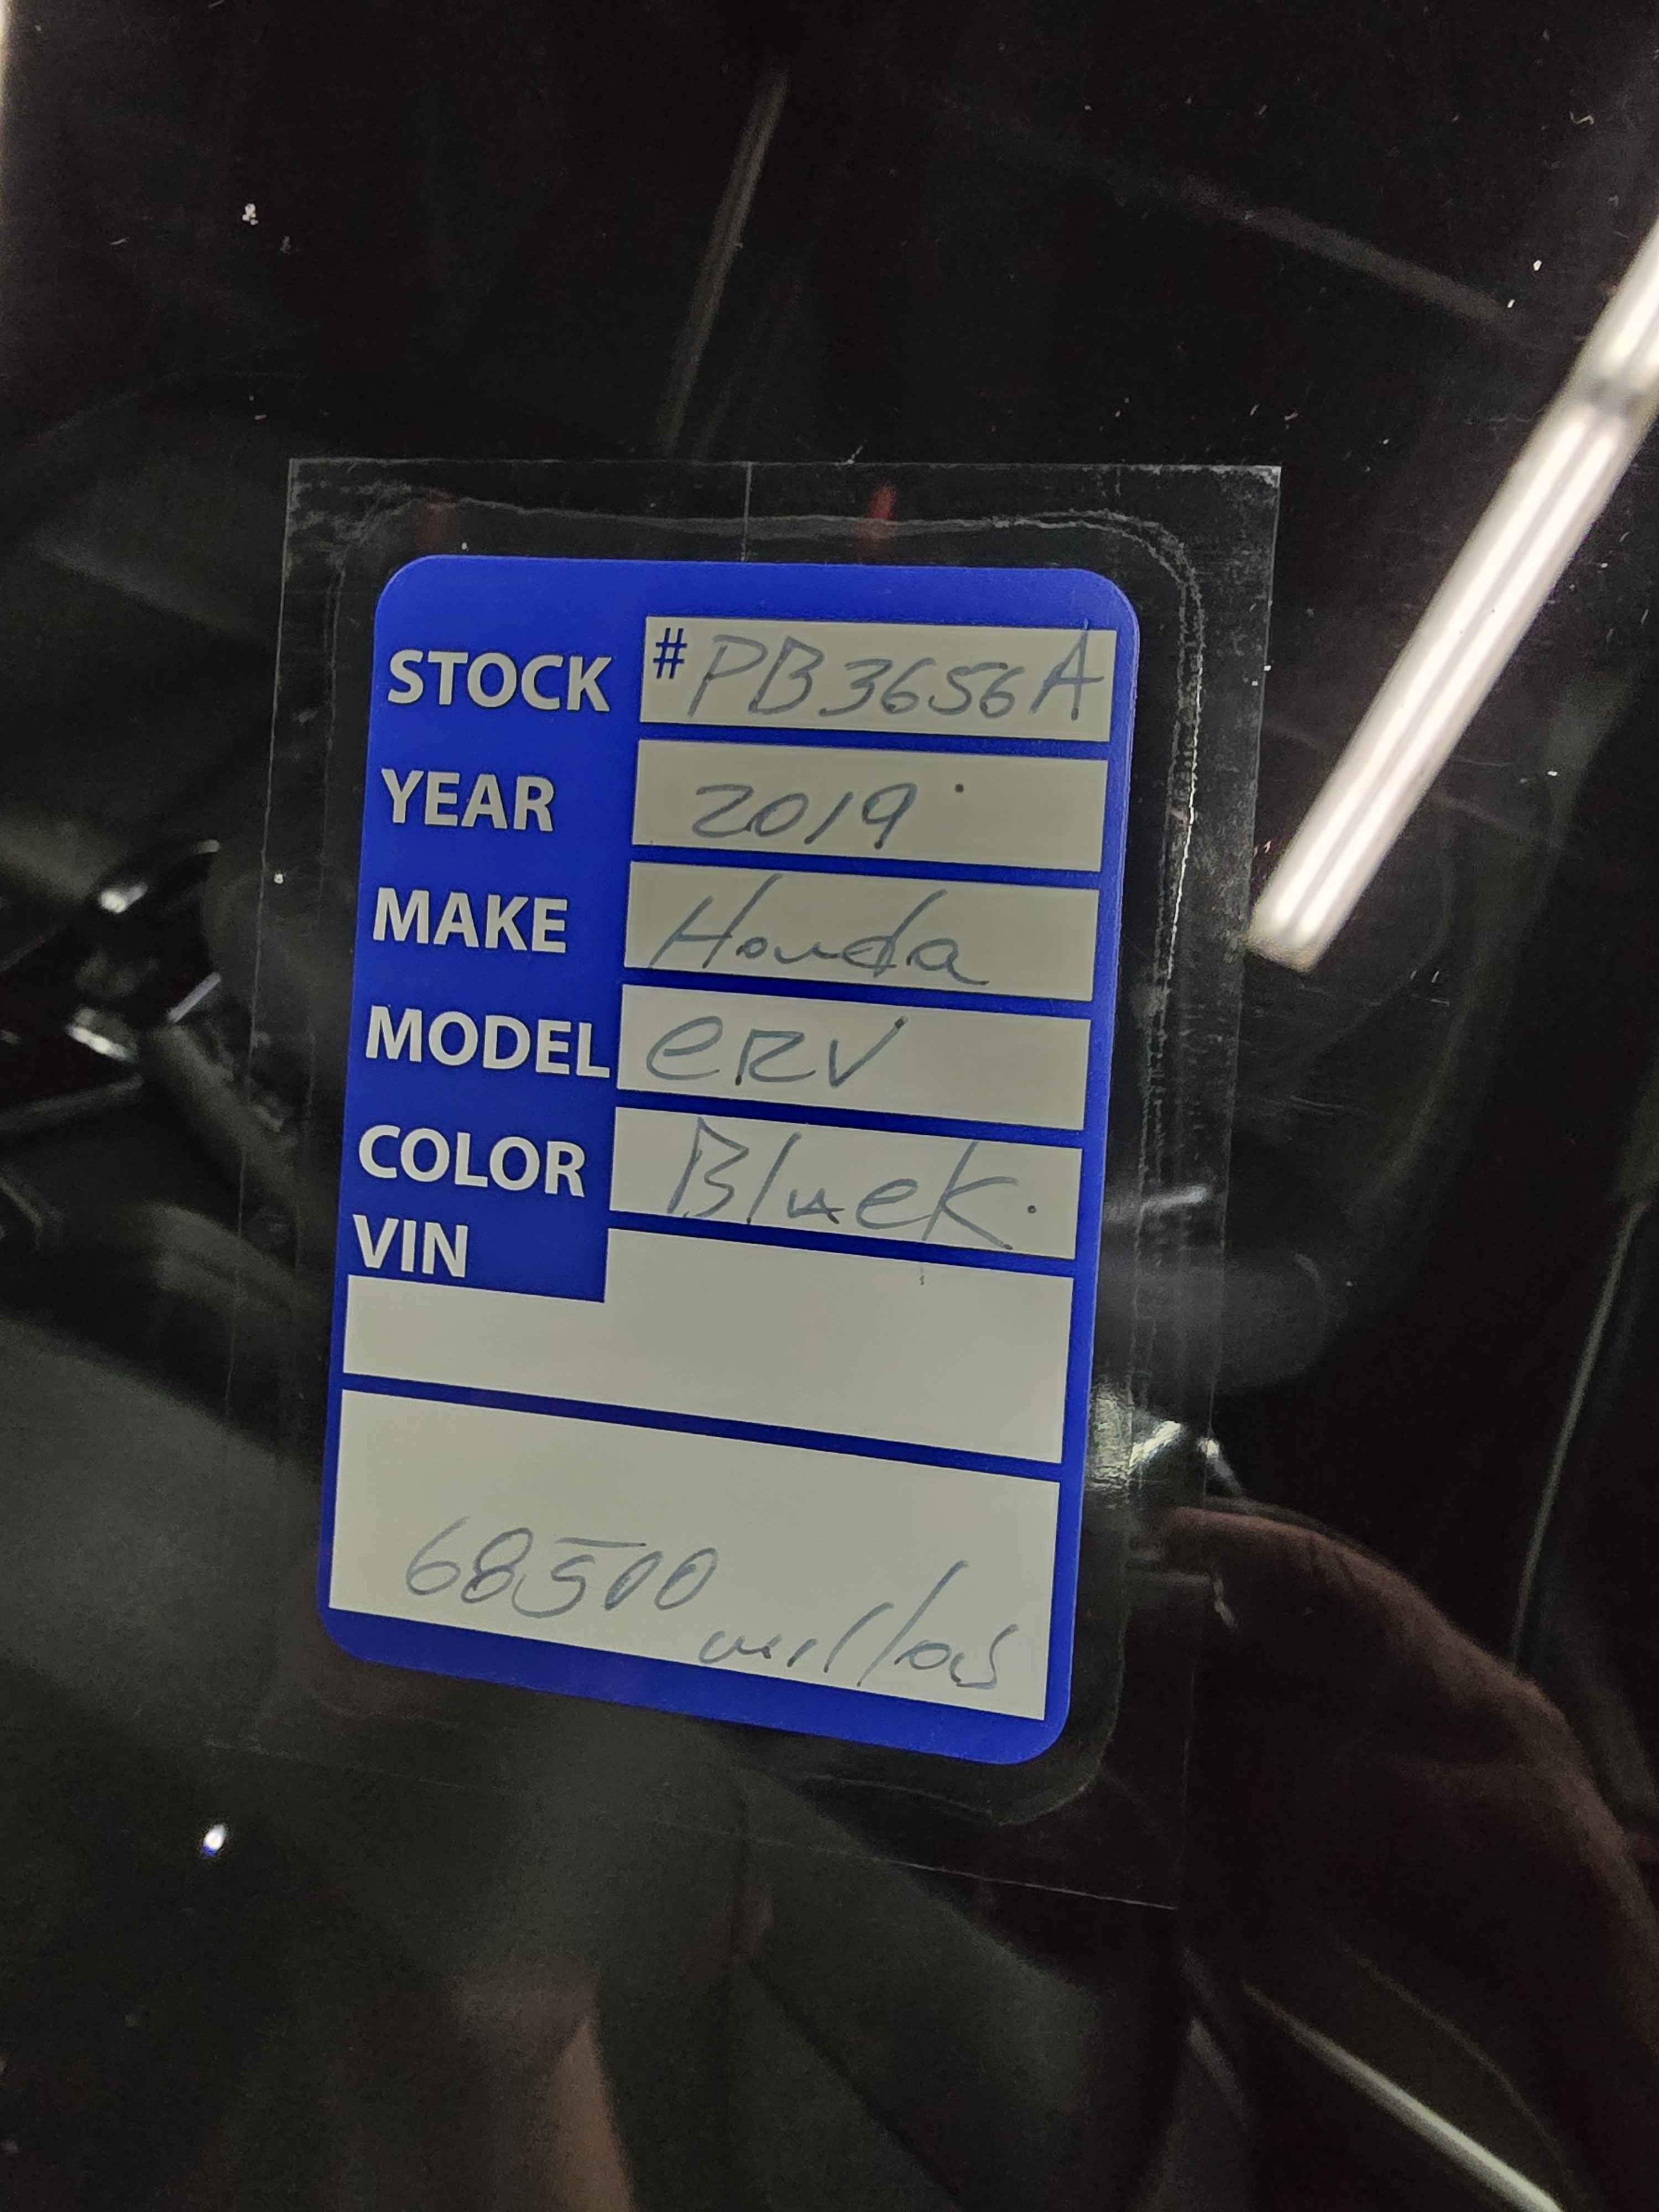 STOCK #PB3656A
YEAR 2019
MAKE Honda
MODEL CRV
COLOR Black.
VIN
68500
millas